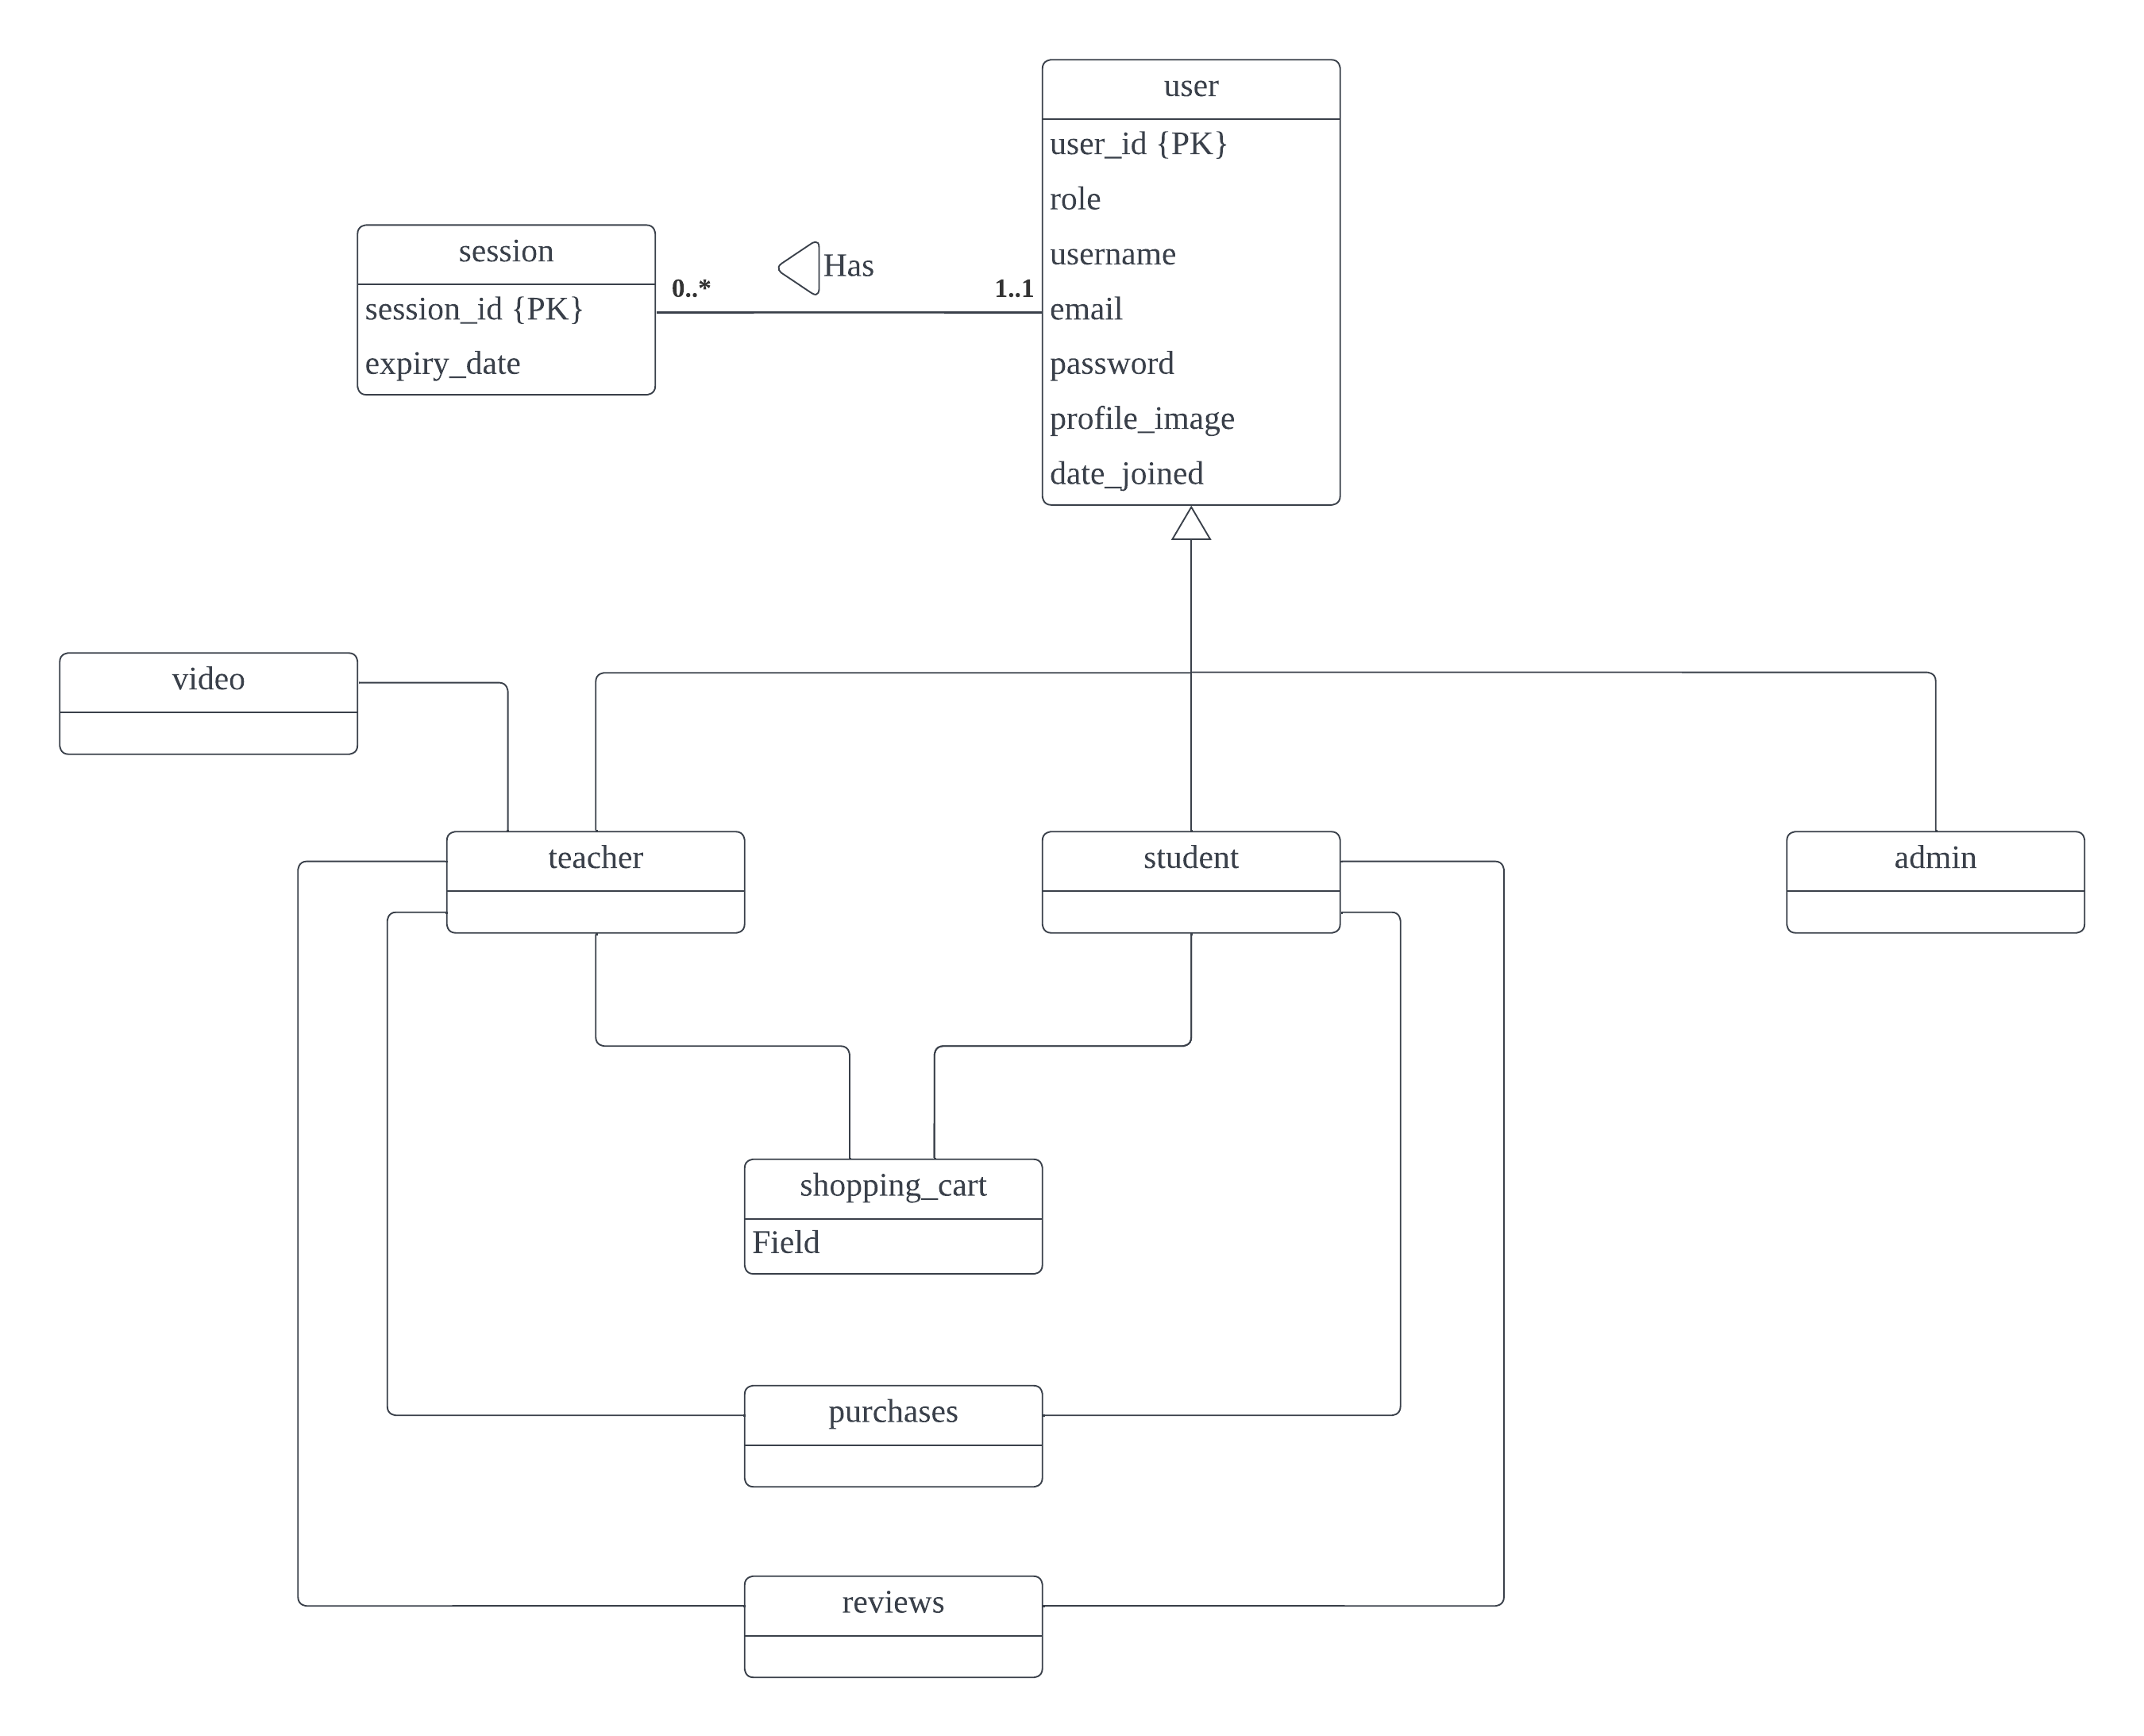 user
user_id {PK}
role
username
email
password
profile_image
date_joined
session
session_id {PK}
expiry_date
0..*
Has
1..1
video
teacher
student
admin
shopping_cart
Field
purchases
reviews